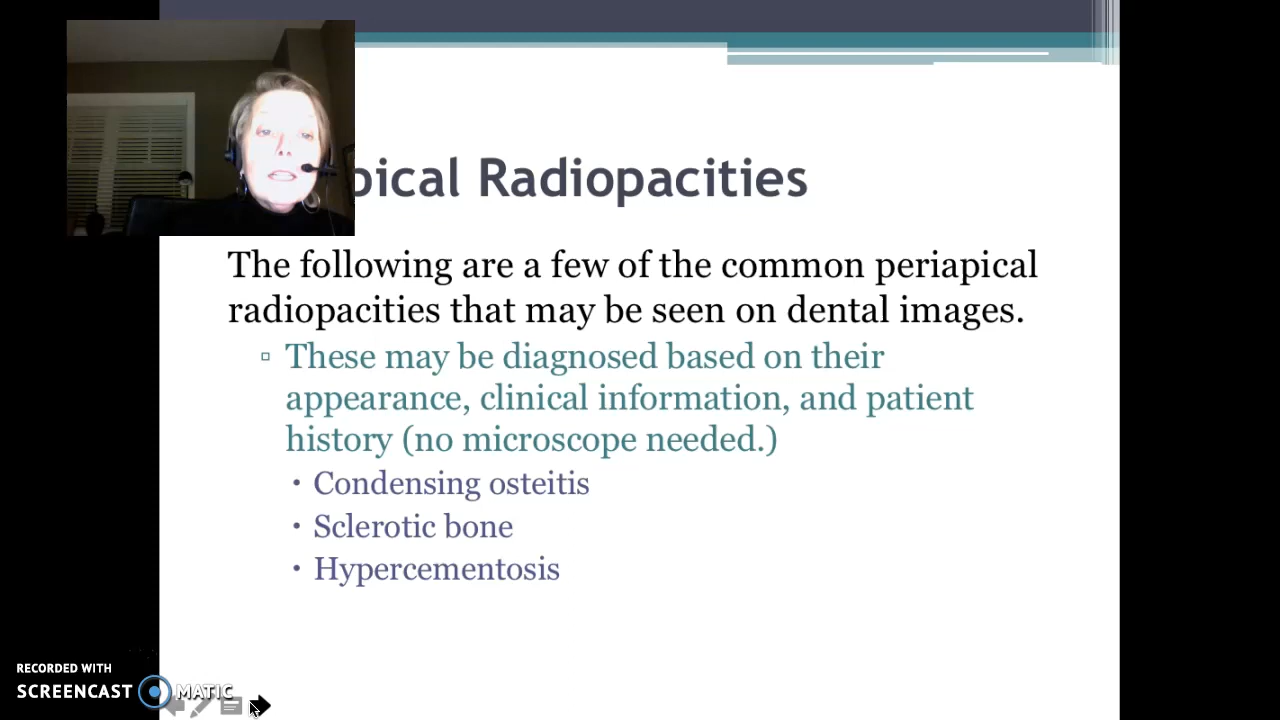 pical Radiopacities
The following are a few of the common periapical
radiopacities that may be seen on dental images.
These may be diagnosed based on their
appearance, clinical information, and patient
history (no microscope needed.)
• Condensing osteitis
• Sclerotic bone
• Hypercementosis
RECORDED WITH
SCREENCAST MATIC